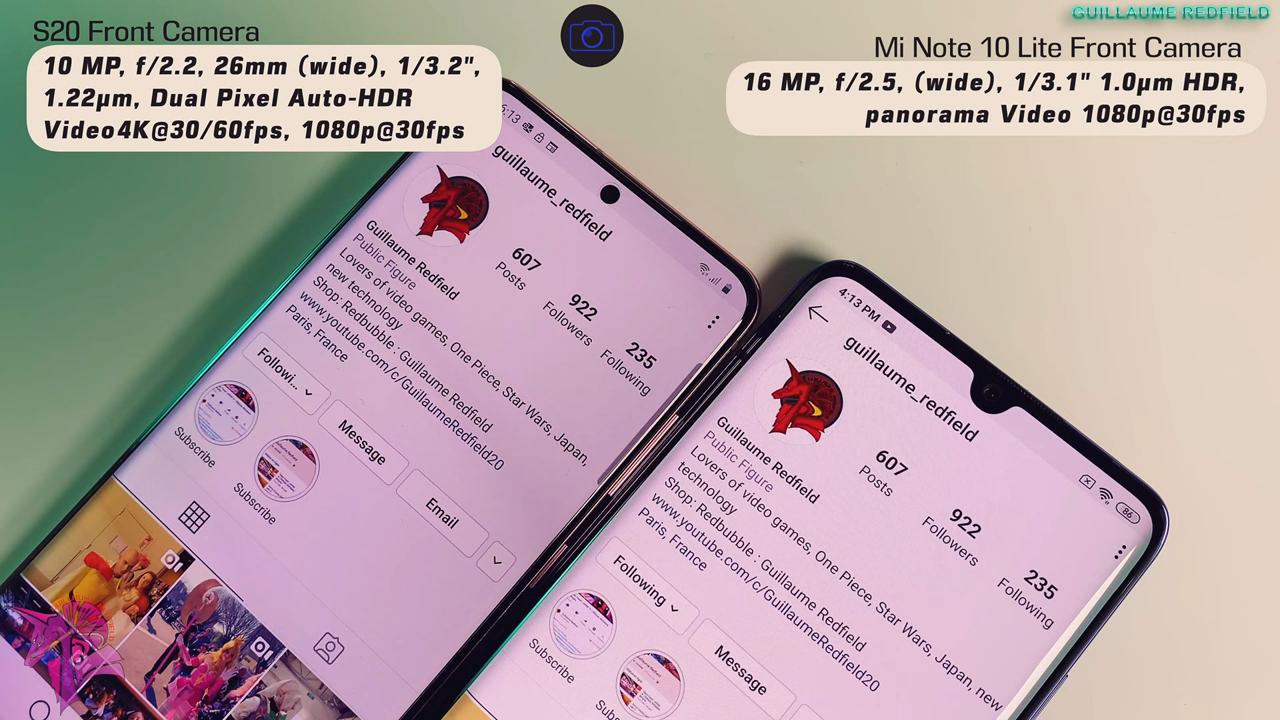 GUILLAUME REDFIELD
S20 Front Camera
10 MP, f/2.2, 26mm (wide), 1/3.2",
1.22µm, Dual Pixel Auto-HDR
Video4K@30/60fps, 1080p@30fps
Mi Note 10 Lite Front Camera
16 MP, f/2.5, (wide), 1/3.1" 1.0µm HDR,
panorama Video 1080p@30fps
guillaume_redfield
607
Posts
922
Followers
235
Following
Guillaume Redfield
Public Figure
Lovers of video games, One Piece, Star Wars, Japan,
new technology
Shop: Redbubble : Guillaume Redfield
www.youtube.com/c/GuillaumeRedfield20
Paris, France
Followi...
Message
Email
Subscribe
Subscribe
4:13 PM
86
guillaume_redfield
607
Posts
922
Followers
235
Following
Guillaume Redfield
Public Figure
Lovers of video games, One Piece, Star Wars, Japan, new
technology
Shop: Redbubble : Guillaume Redfield
www.youtube.com/c/GuillaumeRedfield20
Paris, France
Following
Message
Subscribe
Subscribe